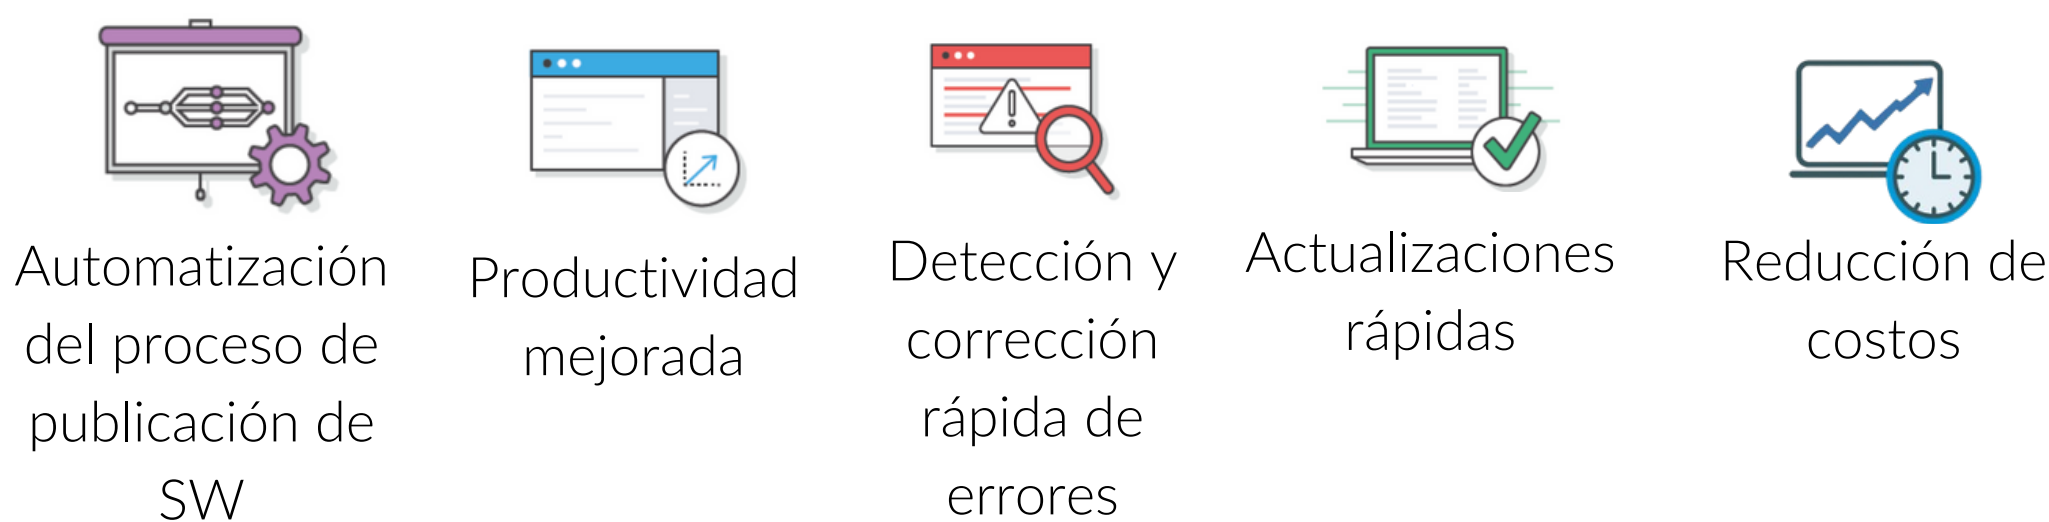 Automatización
del proceso de
publicación de
SW
Productividad
mejorada
Detección y
corrección
rápida de
errores
Actualizaciones
rápidas
Reducción de
costos